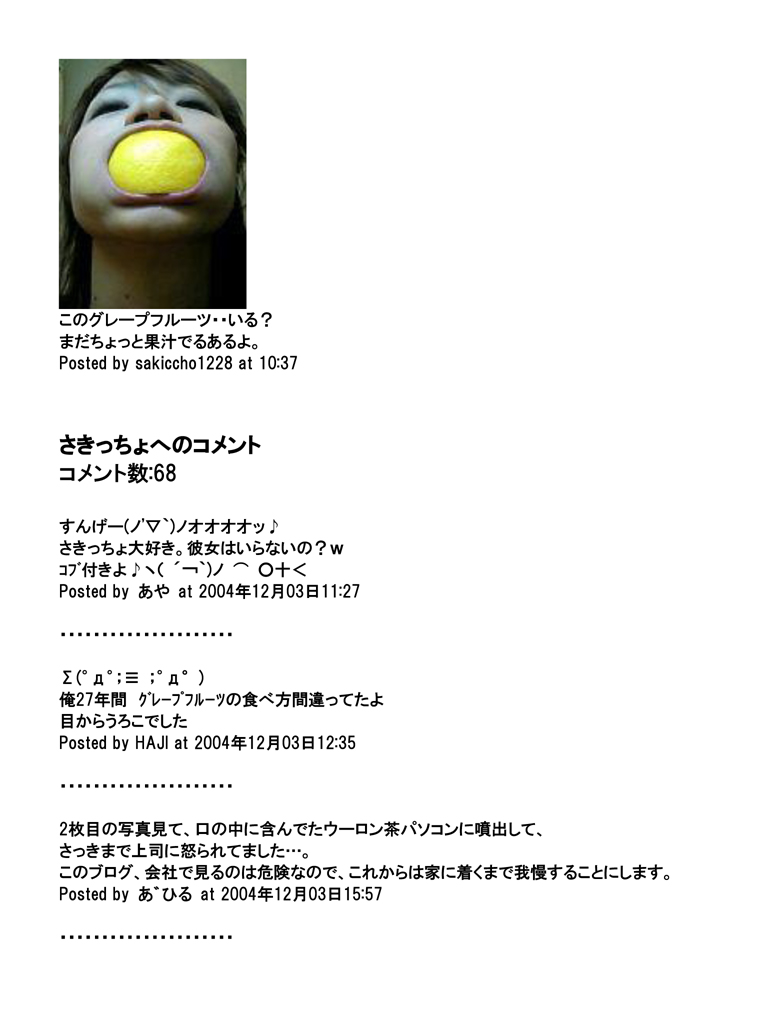 このグレープフルーツ・・いる？
まだちょっと果汁でるあるよ。
Posted by sakiccho1228 at 10:37
さきっちょへのコメント
コメント数:68
すんげー(ノ'▽`)ノオオオオッ♪
さきっちょ大好き。彼女はいらないの？ｗ
ｺﾌﾞ付きよ♪ヽ( ´￢`)ノ ⌒ ○十＜
Posted by あや at 2004年12月03日11:27
・・・・・・・・・・・・・・・・・・・・・
Σ(ﾟдﾟ;≡ ;ﾟдﾟ )
俺27年間　ｸﾞﾚｰﾌﾟﾌﾙｰﾂの食べ方間違ってたよ
目からうろこでした
Posted by HAJI at 2004年12月03日12:35
・・・・・・・・・・・・・・・・・・・・・
2枚目の写真見て、口の中に含んでたウーロン茶パソコンに噴出して、
さっきまで上司に怒られてました…。
このブログ、会社で見るのは危険なので、これからは家に着くまで我慢することにします。
Posted by あ゛ひる at 2004年12月03日15:57
・・・・・・・・・・・・・・・・・・・・・